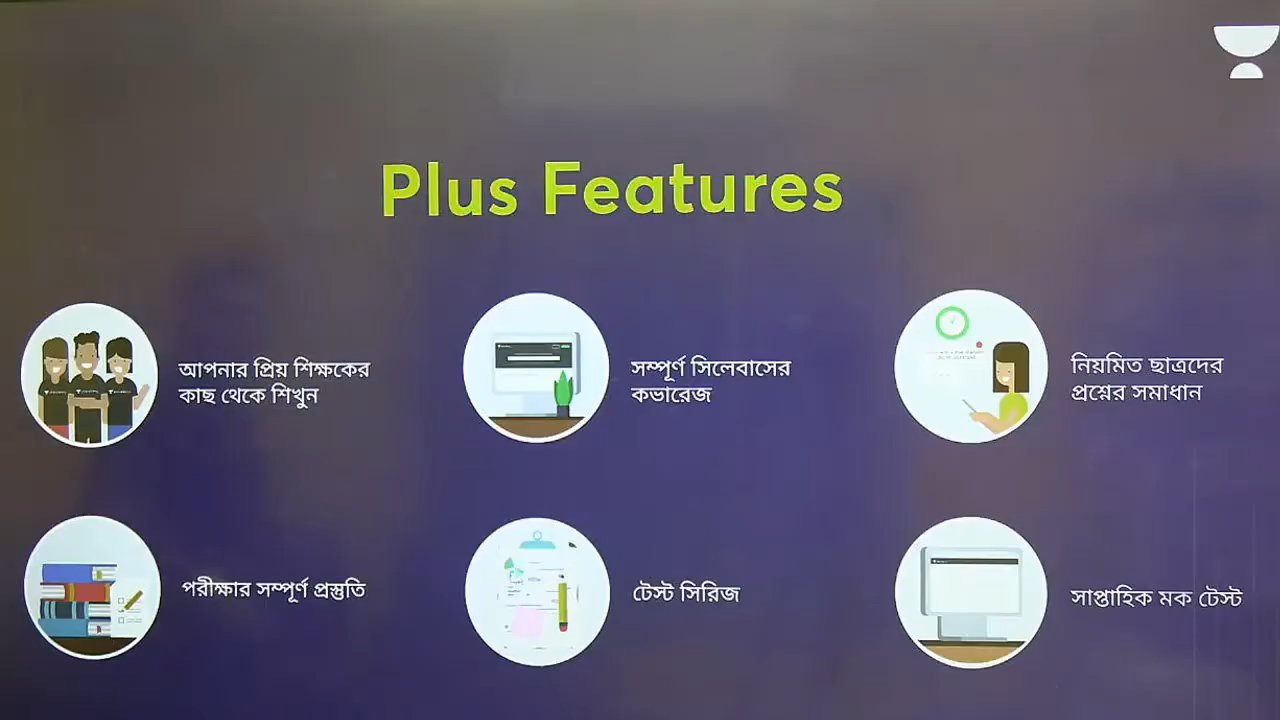 Plus Features
আপনার প্রিয় শিক্ষকের
কাছ থেকে শিখুন
সম্পূর্ণ সিলেবাসের
কভারেজ
নিয়মিত ছাত্রদের
প্রশ্নের সমাধান
পরীক্ষার সম্পূর্ণ প্রস্তুতি
টেস্ট সিরিজ
সাপ্তাহিক মক টেস্ট